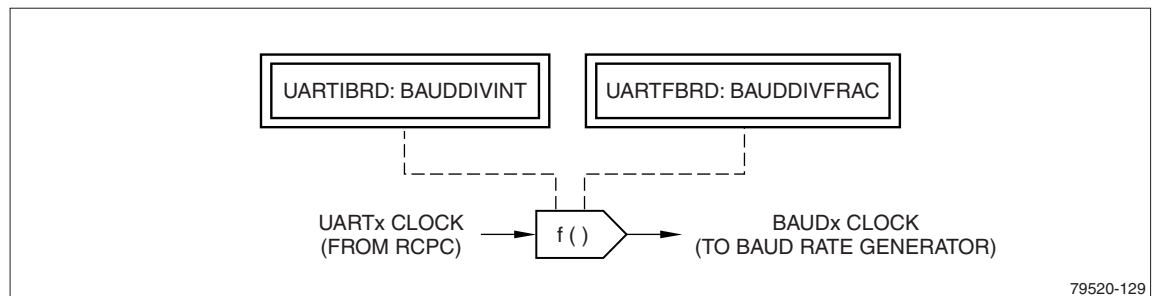 UARTIBRD: BAUDDIVINT
UARTFBRD: BAUDDIVFRAC
UARTx CLOCK
(FROM RCPC)
f ( )
BAUDx CLOCK
(TO BAUD RATE GENERATOR)
79520-129